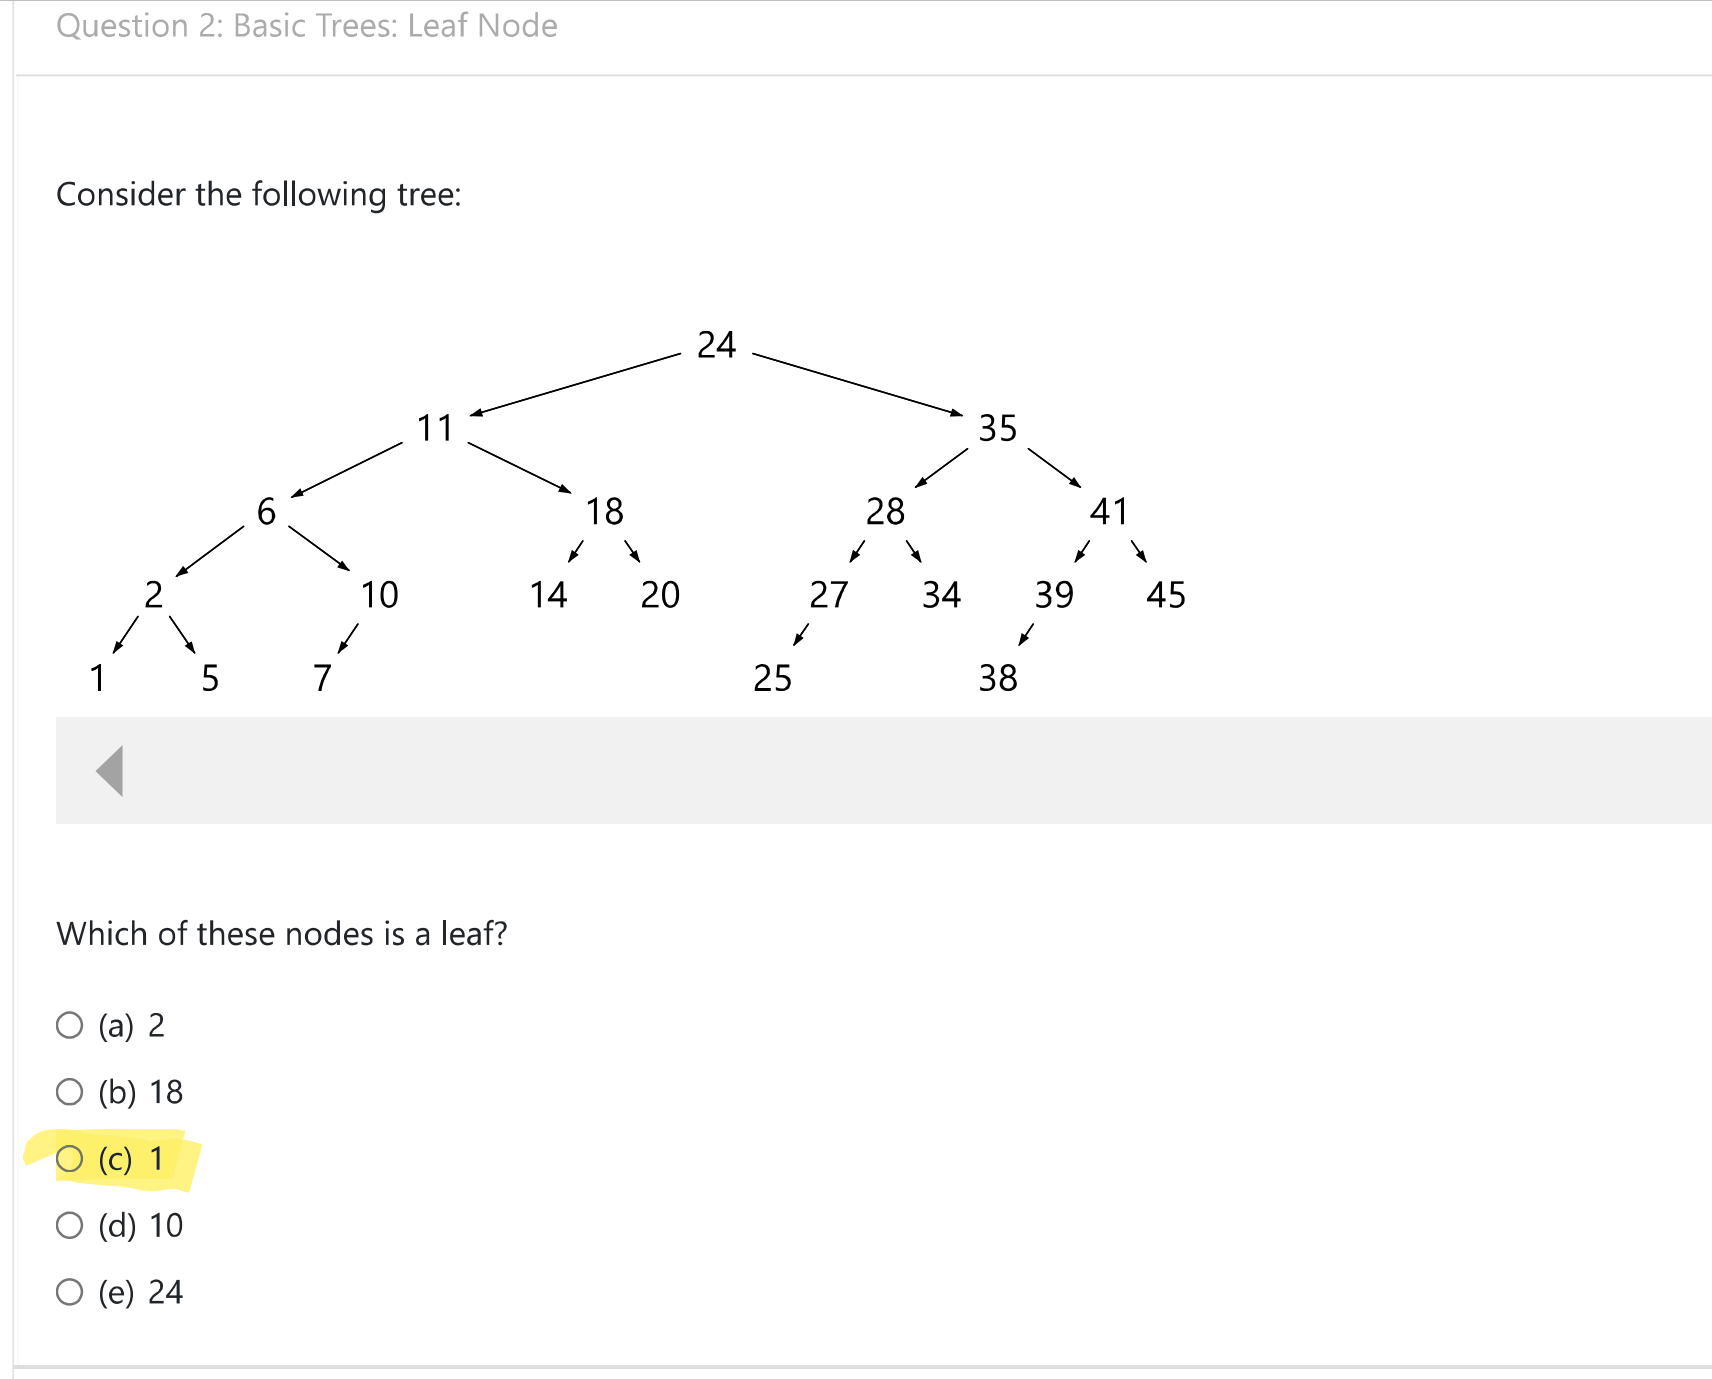 Question 2: Basic Trees: Leaf Node
Consider the following tree:
24
11 35
6 18 28 41
2 10 14 20 27 34 39 45
1 5 7 25 38
Which of these nodes is a leaf?
(a) 2
(b) 18
(c) 1
(d) 10
(e) 24